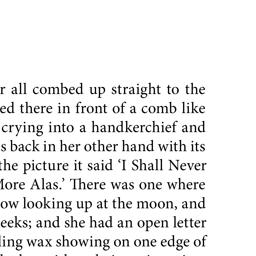 r all combed up straight to the
ed there in front of a comb like
crying into a handkerchief and
s back in her other hand with its
the picture it said ‘I Shall Never
More Alas.’ There was one where
ow looking up at the moon, and
eeks; and she had an open letter
ling wax showing on one edge of